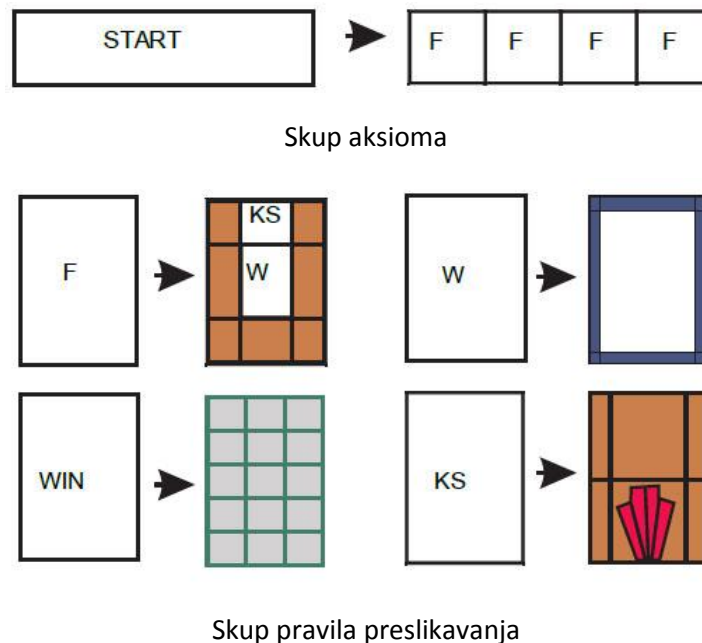 START F F F F
Skup aksioma
F KS W W
WIN KS
Skup pravila preslikavanja